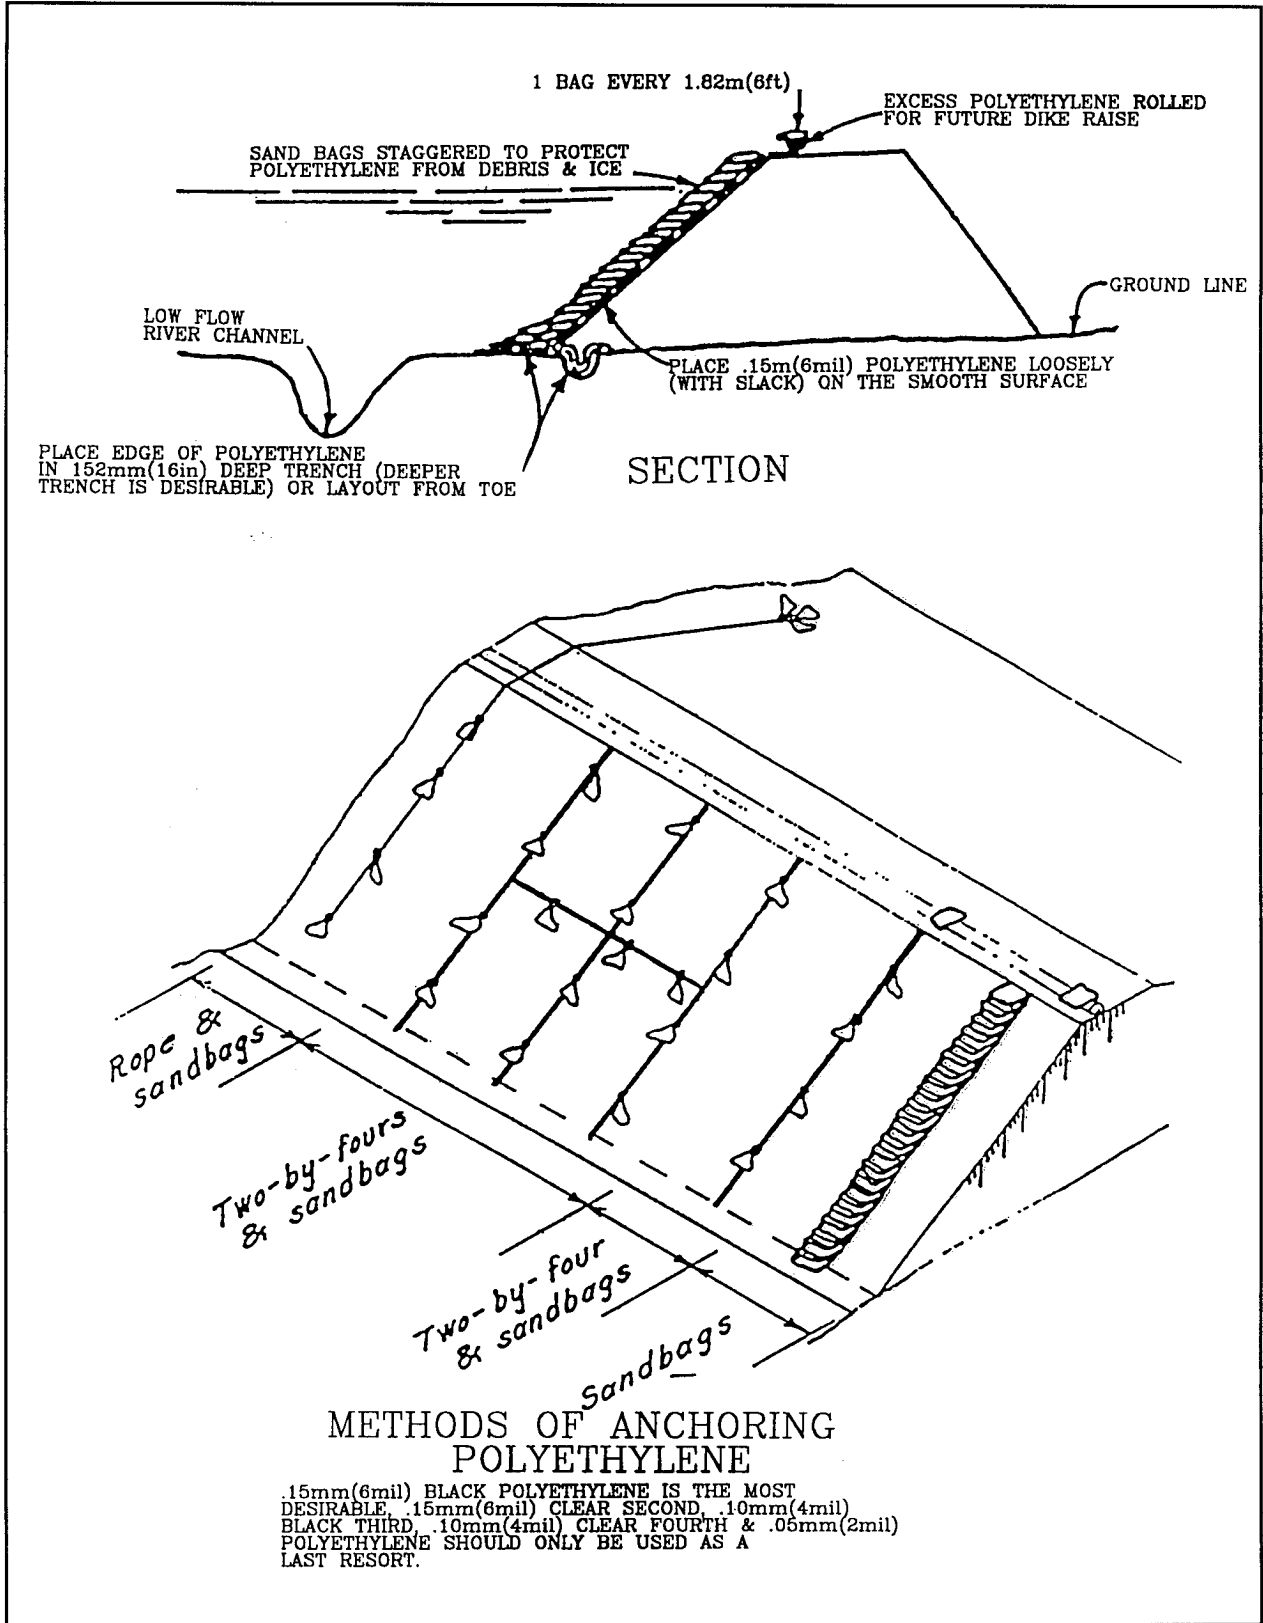 1 BAG EVERY 1.82m(6ft)
EXCESS POLYETHYLENE ROLLED
FOR FUTURE DIKE RAISE
SAND BAGS STAGGERED TO PROTECT
POLYETHYLENE FROM DEBRIS & ICE
GROUND LINE
LOW FLOW
RIVER CHANNEL
PLACE .15m(6mil) POLYETHYLENE LOOSELY
(WITH SLACK) ON THE SMOOTH SURFACE
PLACE EDGE OF POLYETHYLENE
IN 152mm(16in) DEEP TRENCH (DEEPER
TRENCH IS DESIRABLE) OR LAYOUT FROM TOE
SECTION
Rope &
sandbags
Two-by-fours
& sandbags
Two-by-four
& sandbags
Sandbags
METHODS OF ANCHORING
POLYETHYLENE
.15mm(6mil) BLACK POLYETHYLENE IS THE MOST
DESIRABLE, .15mm(6mil) CLEAR SECOND, .10mm(4mil)
BLACK THIRD, .10mm(4mil) CLEAR FOURTH & .05mm(2mil)
POLYETHYLENE SHOULD ONLY BE USED AS A
LAST RESORT.